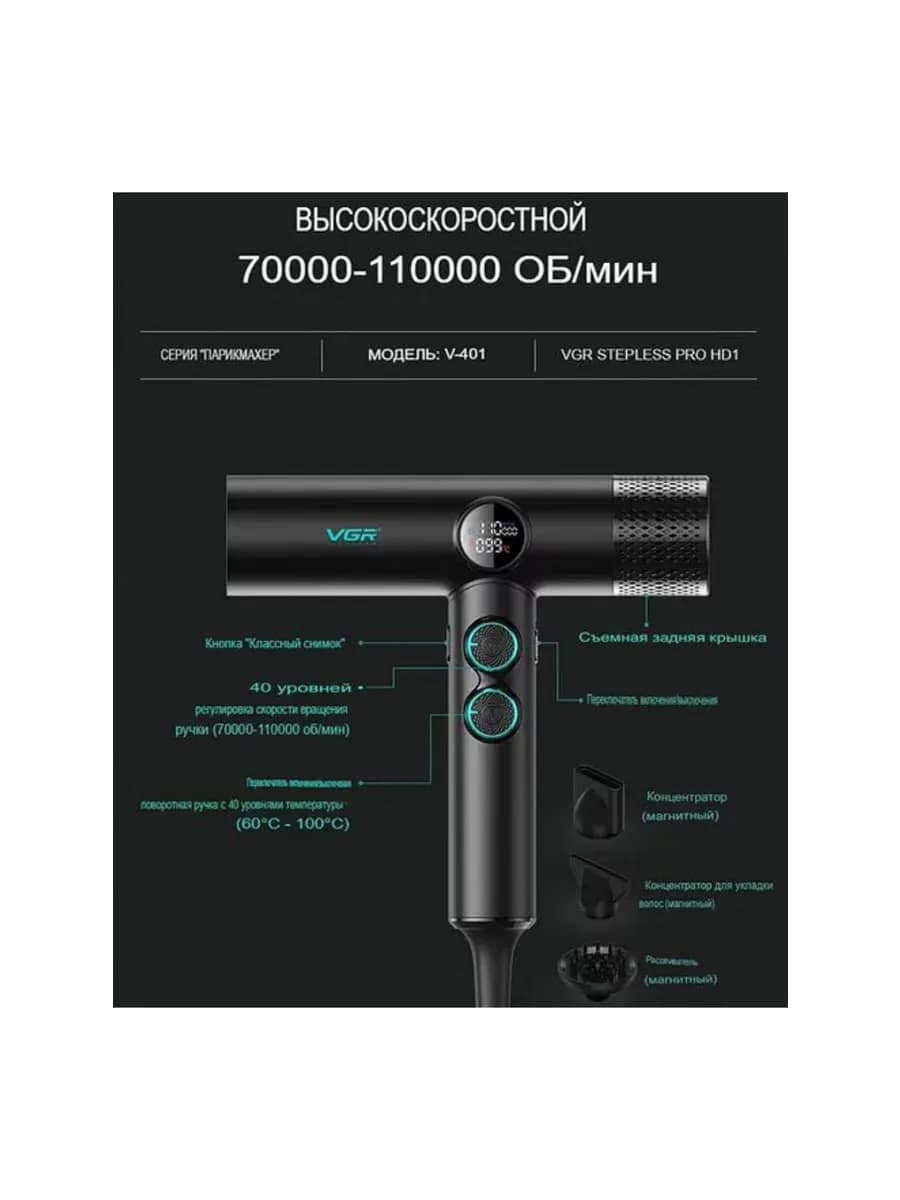 ВЫСОКОСКОРОСТНОЙ
70000-110000 ОБ/мин
СЕРИЯ "ПАРИКМАХЕР"
МОДЕЛЬ: V-401
VGR STEPLESS PRO HD1
VGR
110000
099°C
Кнопка "Классный снимок"
Съемная задняя крышка
40 уровней
регулировка скорости вращения
ручки (70000-110000 об/мин)
Переключатель включения/выключения
Переключатель включения/выключения
поворотная ручка с 40 уровнями температуры
(60°C - 100°C)
Концентратор
(магнитный)
Концентратор для укладки
волос (магнитный)
(магнитный)